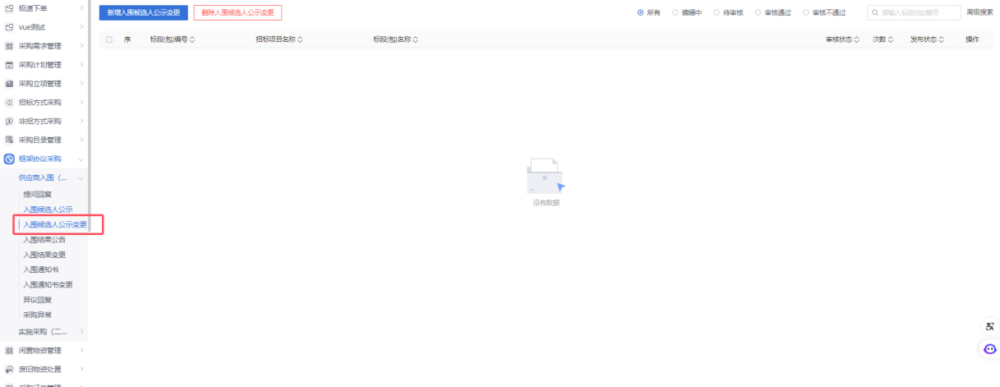 极速下单
vue测试
采购需求管理
采购计划管理
采购立项管理
招标方式采购
非招方式采购
采购目录管理
框架协议采购
供应商入围（...
提问回复
入围候选人公示
入围候选人公示变更
入围结果公告
入围结果变更
入围通知书
入围通知书变更
异议回复
采购异常
实施采购（二...
闲置物资管理
废旧物资处置
采购订单管理
新增入围候选人公示变更 删除入围候选人公示变更 所有 编辑中 待审核 审核通过 审核不通过 请输入标段(包)编号 高级搜索
序 标段(包)编号 招标项目名称 标段(包)名称 审核状态 次数 发布状态 操作
没有数据